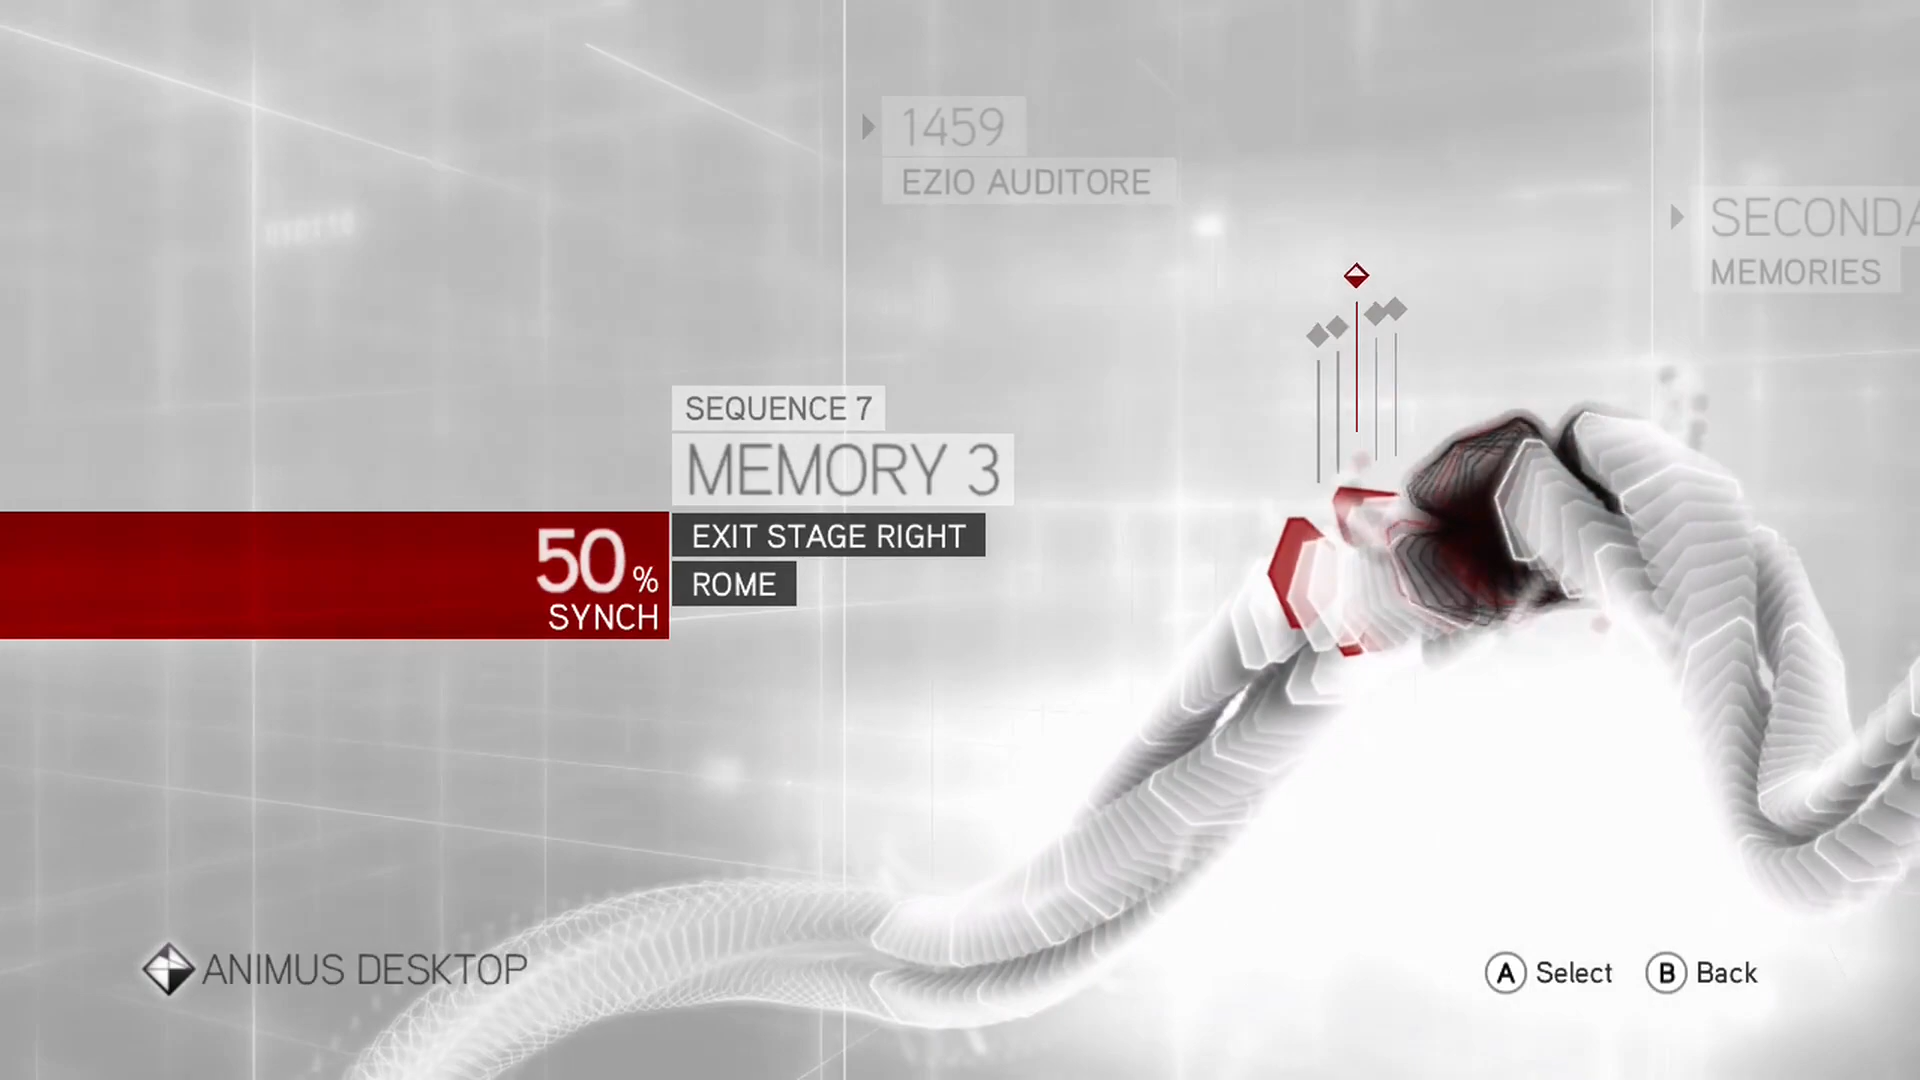 1459
EZIO AUDITORE
SECONDA
MEMORIES
SEQUENCE 7
MEMORY 3
50% SYNCH
EXIT STAGE RIGHT
ROME
ANIMUS DESKTOP
A Select B Back